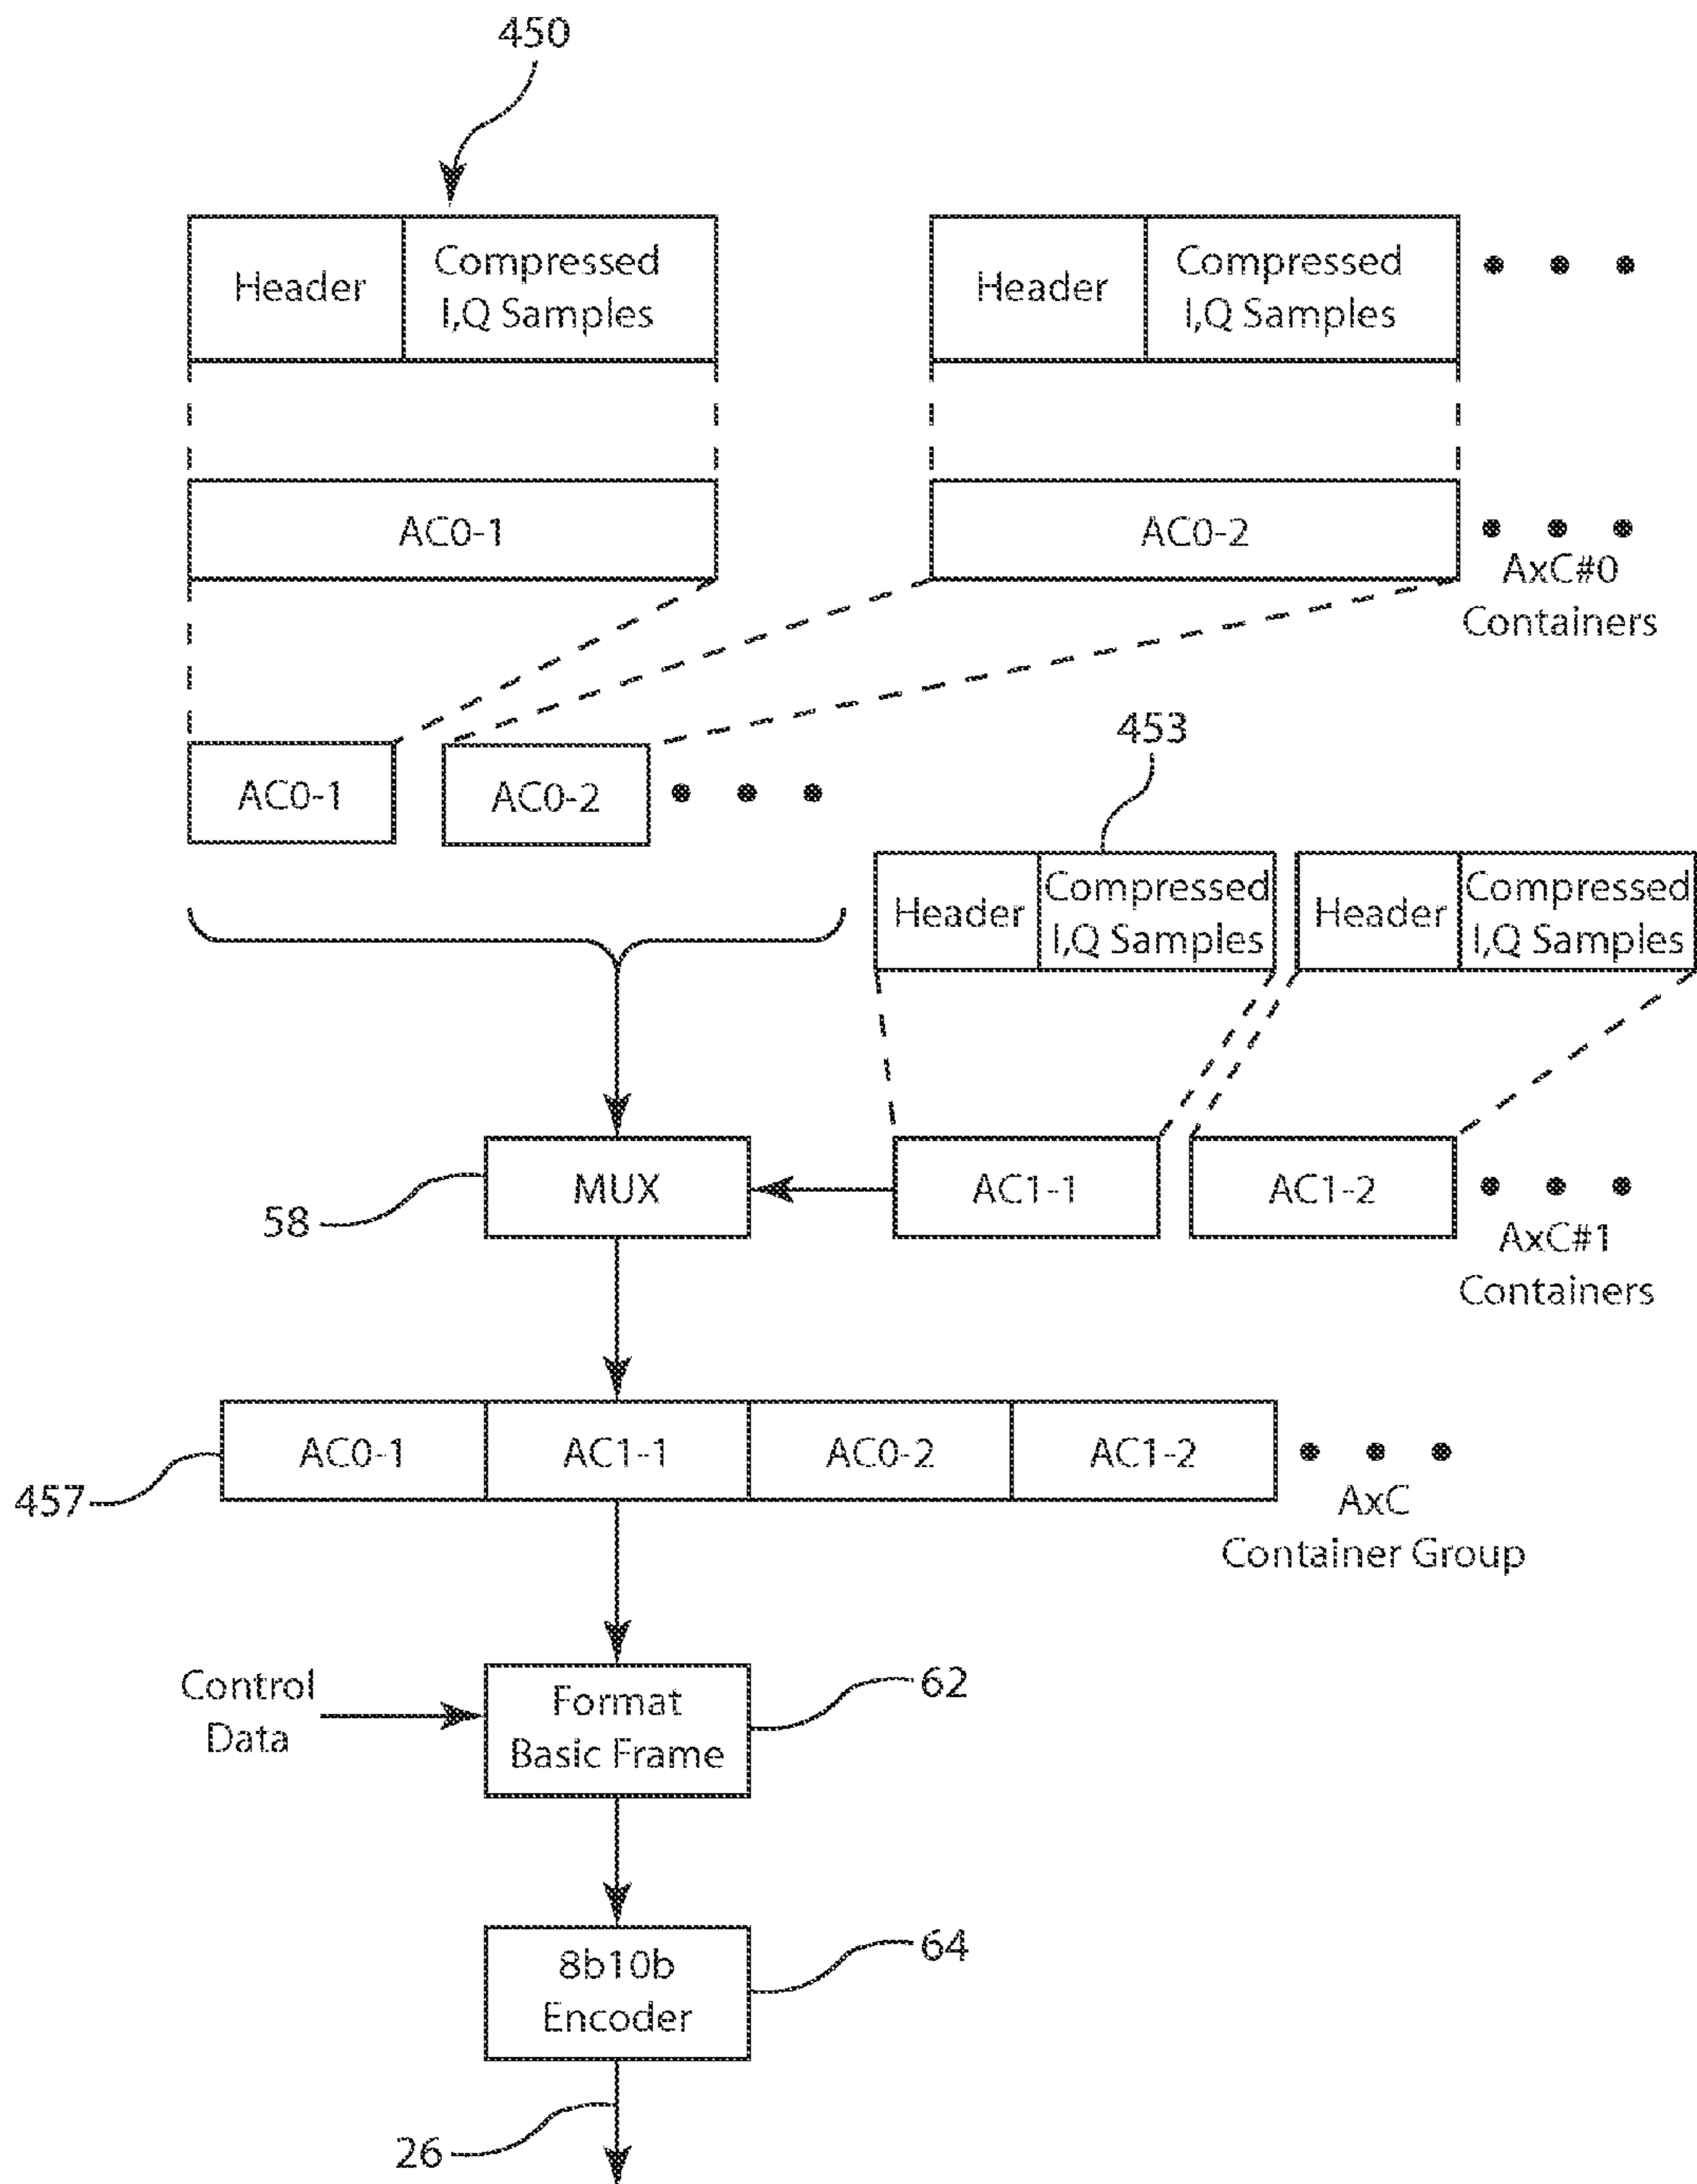 450
Header
Compressed
I,Q Samples
Header
Compressed
I,Q Samples
AC0-1
AC0-2
AxC#0
Containers
AC0-1
AC0-2
453
Header
Compressed
I,Q Samples
Header
Compressed
I,Q Samples
58
MUX
AC1-1
AC1-2
AxC#1
Containers
457
AC0-1
AC1-1
AC0-2
AC1-2
AxC
Container Group
Control
Data
Format
Basic Frame
62
8b10b
Encoder
64
26